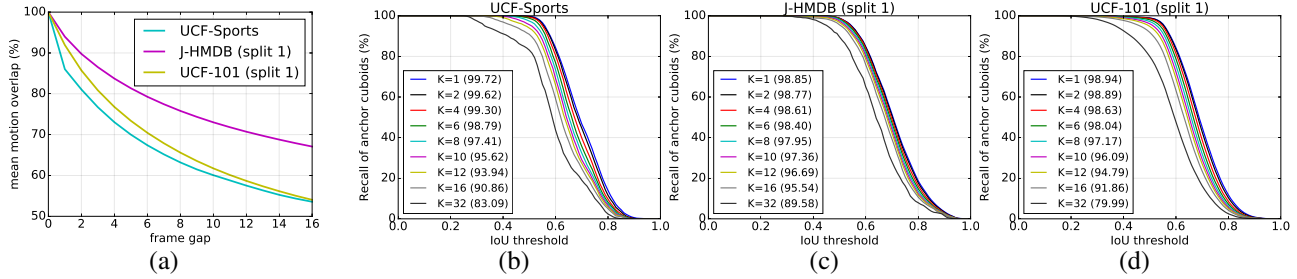 100
90
80
70
60
50
0 2 4 6 8 10 12 14 16
mean motion overlap (%)
frame gap
UCF-Sports
J-HMDB (split 1)
UCF-101 (split 1)
(a)
UCF-Sports
100
80
60
40
20
0
0.0 0.2 0.4 0.6 0.8 1.0
Recall of anchor cuboids (%)
IoU threshold
K=1 (99.72)
K=2 (99.62)
K=4 (99.30)
K=6 (98.79)
K=8 (97.41)
K=10 (95.62)
K=12 (93.94)
K=16 (90.86)
K=32 (83.09)
(b)
J-HMDB (split 1)
100
80
60
40
20
0
0.0 0.2 0.4 0.6 0.8 1.0
Recall of anchor cuboids (%)
IoU threshold
K=1 (98.85)
K=2 (98.77)
K=4 (98.61)
K=6 (98.40)
K=8 (97.95)
K=10 (97.36)
K=12 (96.69)
K=16 (95.54)
K=32 (89.58)
(c)
UCF-101 (split 1)
100
80
60
40
20
0
0.0 0.2 0.4 0.6 0.8 1.0
Recall of anchor cuboids (%)
IoU threshold
K=1 (98.94)
K=2 (98.89)
K=4 (98.63)
K=6 (98.04)
K=8 (97.17)
K=10 (96.09)
K=12 (94.79)
K=16 (91.86)
K=32 (79.99)
(d)